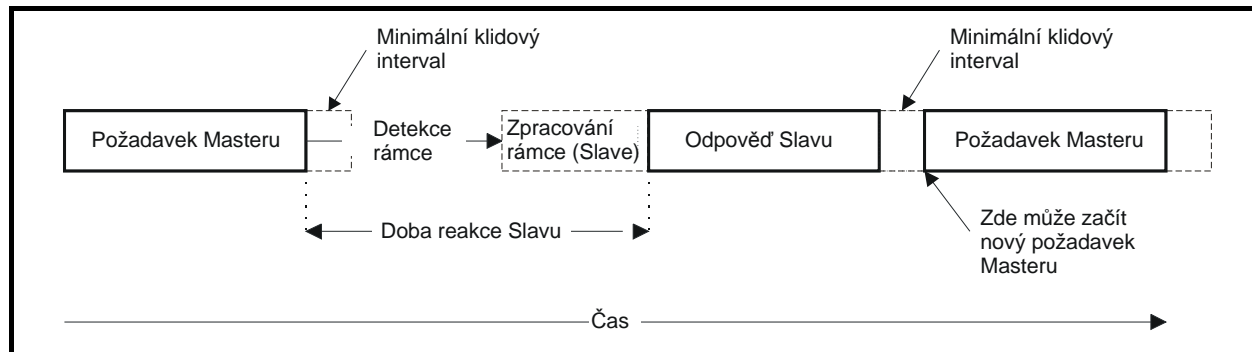 Minimální klidový
interval
Minimální klidový
interval
Požadavek Masteru
Detekce
rámce
Zpracování
rámce (Slave)
Odpověď Slavu
Požadavek Masteru
Doba reakce Slavu
Zde může začít
nový požadavek
Masteru
Čas